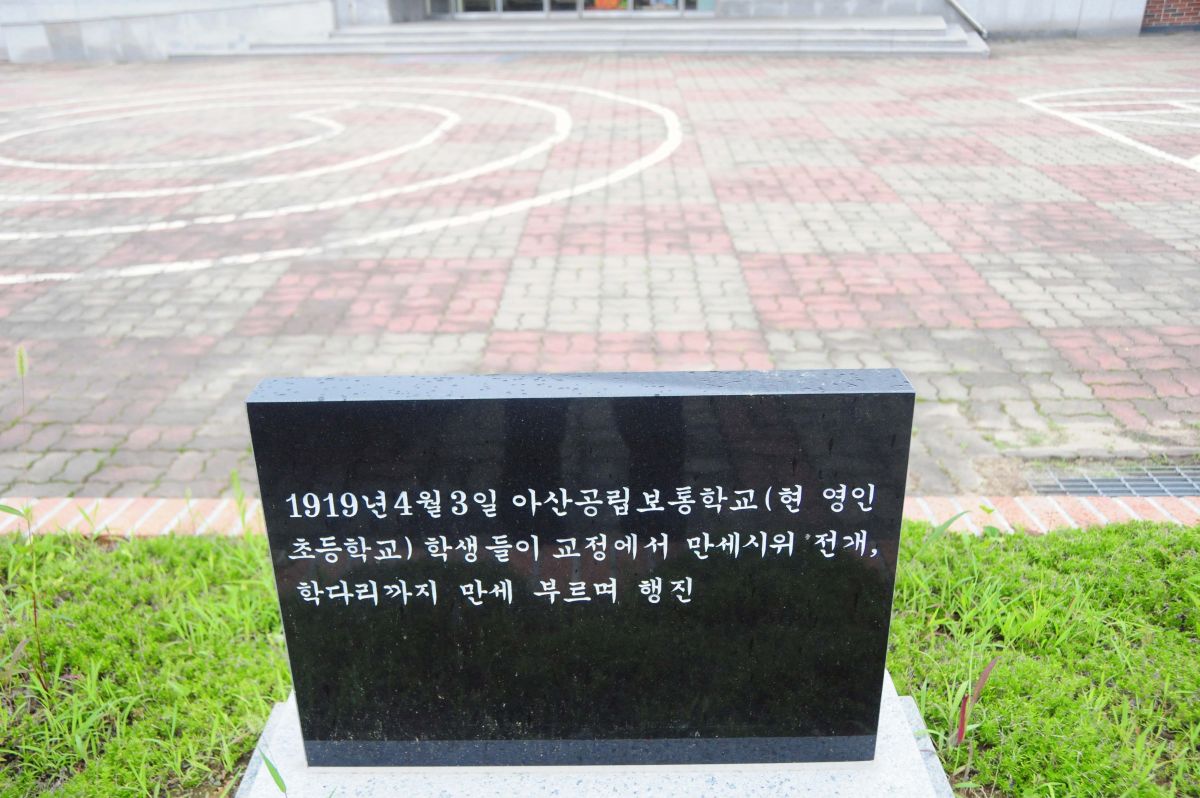 1919년 4월 3일 아산공립보통학교(현 영인
초등학교) 학생들이 교정에서 만세시위 전개,
학다리까지 만세 부르며 행진